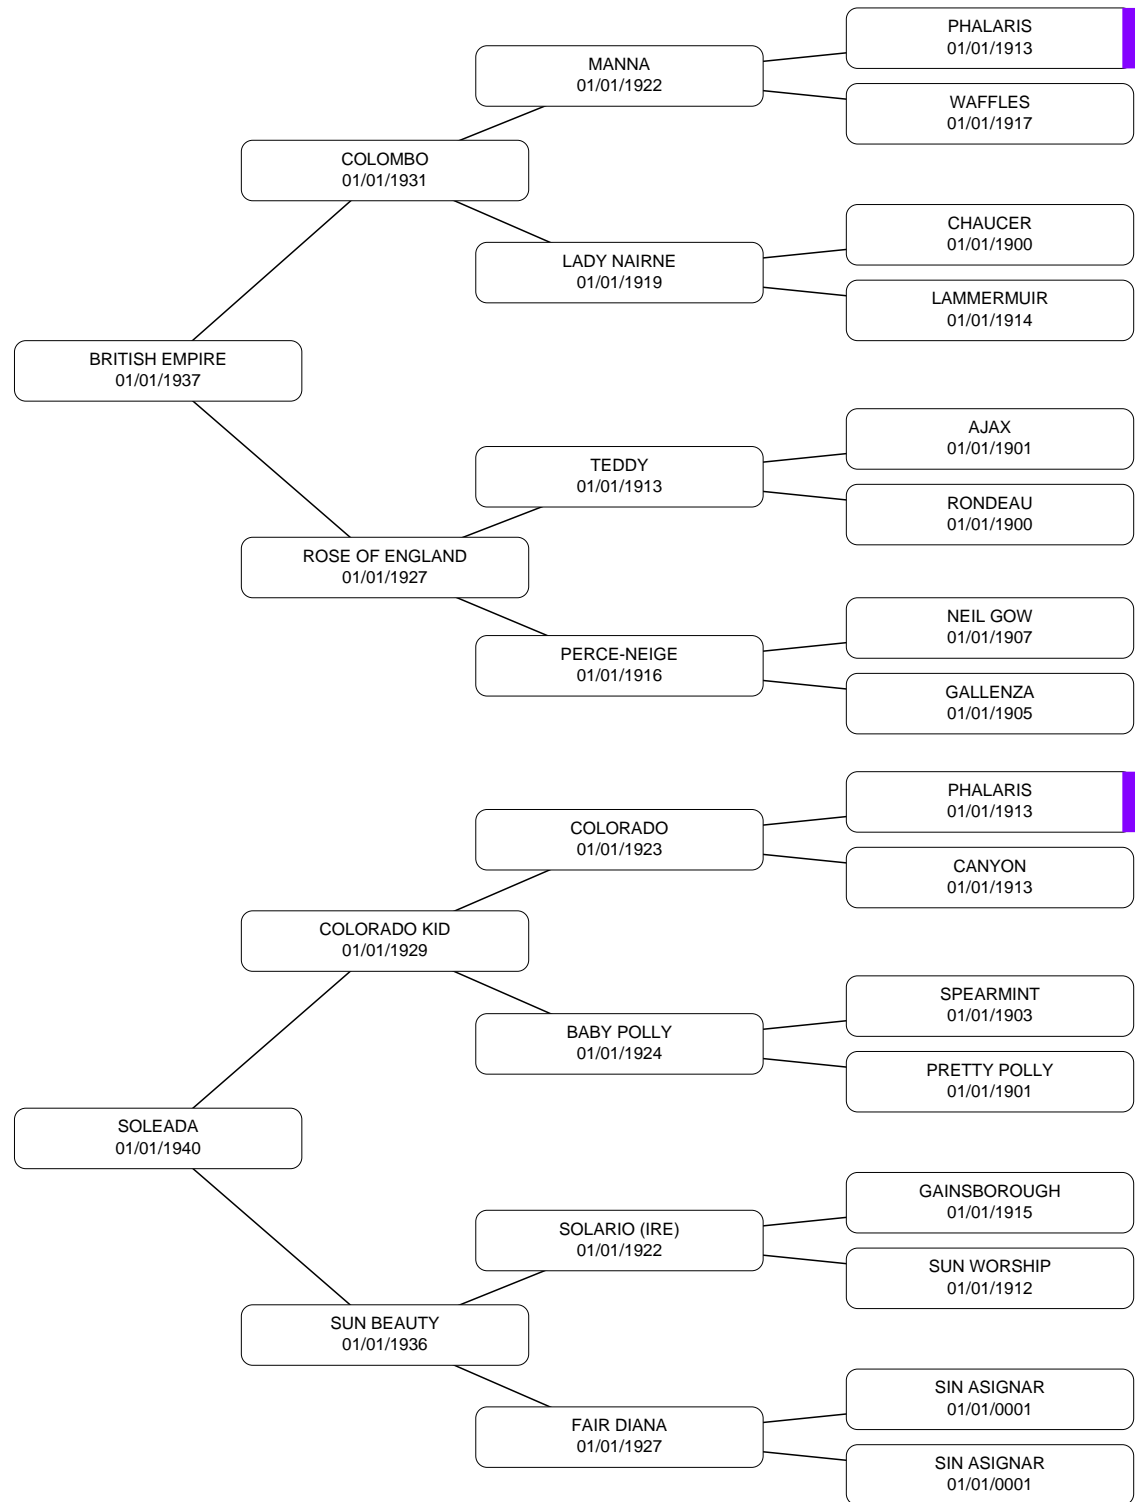 PHALARIS
01/01/1913
MANNA
01/01/1922
WAFFLES
01/01/1917
COLOMBO
01/01/1931
CHAUCER
01/01/1900
LADY NAIRNE
01/01/1919
LAMMERMUIR
01/01/1914
BRITISH EMPIRE
01/01/1937
AJAX
01/01/1901
TEDDY
01/01/1913
RONDEAU
01/01/1900
ROSE OF ENGLAND
01/01/1927
NEIL GOW
01/01/1907
PERCE-NEIGE
01/01/1916
GALLENZA
01/01/1905
PHALARIS
01/01/1913
COLORADO
01/01/1923
CANYON
01/01/1913
COLORADO KID
01/01/1929
SPEARMINT
01/01/1903
BABY POLLY
01/01/1924
PRETTY POLLY
01/01/1901
SOLEADA
01/01/1940
GAINSBOROUGH
01/01/1915
SOLARIO (IRE)
01/01/1922
SUN WORSHIP
01/01/1912
SUN BEAUTY
01/01/1936
SIN ASIGNAR
01/01/0001
FAIR DIANA
01/01/1927
SIN ASIGNAR
01/01/0001